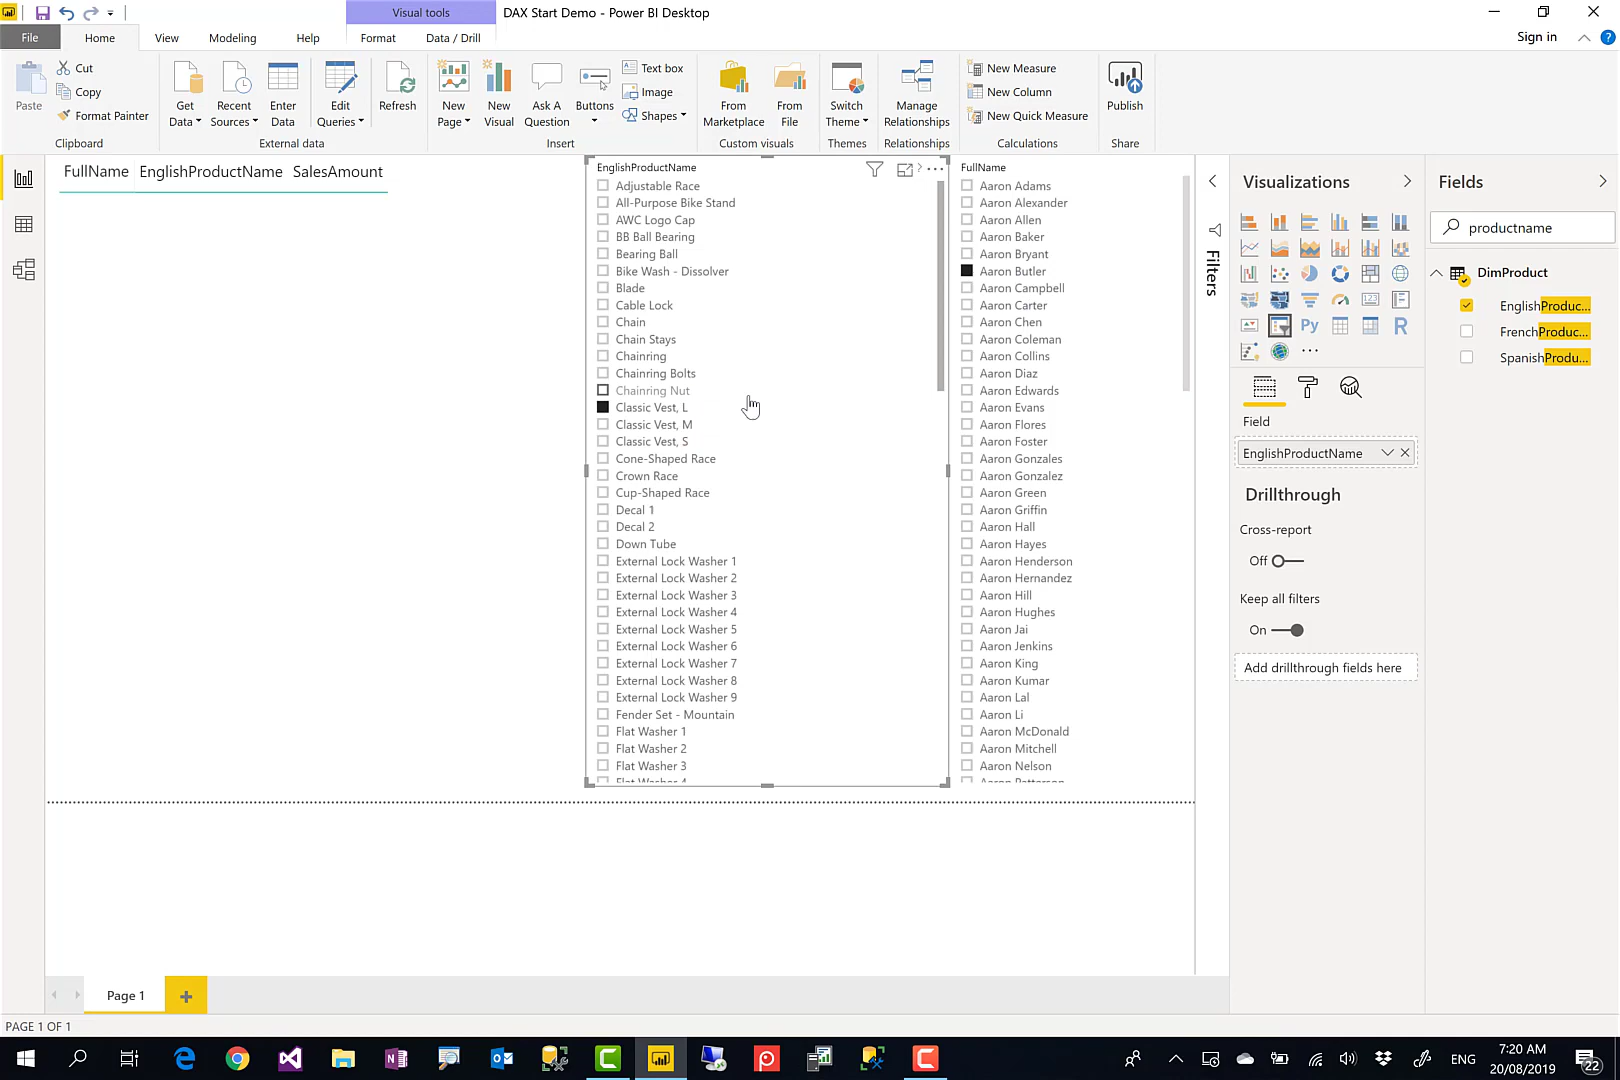 Visual tools
DAX Start Demo - Power BI Desktop
File
Home
View
Modeling
Help
Format
Data / Drill
Sign in
Paste
Cut
Copy
Format Painter
Clipboard
Get Data
Recent Sources
Enter Data
Edit Queries
Refresh
External data
New Page
New Visual
Ask A Question
Buttons
Text box
Image
Shapes
Insert
From Marketplace
From File
Custom visuals
Switch Theme
Themes
Manage Relationships
Relationships
New Measure
New Column
New Quick Measure
Calculations
Publish
Share
FullName EnglishProductName SalesAmount
EnglishProductName
Adjustable Race
All-Purpose Bike Stand
AWC Logo Cap
BB Ball Bearing
Bearing Ball
Bike Wash - Dissolver
Blade
Cable Lock
Chain
Chain Stays
Chainring
Chainring Bolts
Chainring Nut
Classic Vest, L
Classic Vest, M
Classic Vest, S
Cone-Shaped Race
Crown Race
Cup-Shaped Race
Decal 1
Decal 2
Down Tube
External Lock Washer 1
External Lock Washer 2
External Lock Washer 3
External Lock Washer 4
External Lock Washer 5
External Lock Washer 6
External Lock Washer 7
External Lock Washer 8
External Lock Washer 9
Fender Set - Mountain
Flat Washer 1
Flat Washer 2
Flat Washer 3
Flat Washer 4
FullName
Aaron Adams
Aaron Alexander
Aaron Allen
Aaron Baker
Aaron Bryant
Aaron Butler
Aaron Campbell
Aaron Carter
Aaron Chen
Aaron Coleman
Aaron Collins
Aaron Diaz
Aaron Edwards
Aaron Evans
Aaron Flores
Aaron Foster
Aaron Gonzales
Aaron Gonzalez
Aaron Green
Aaron Griffin
Aaron Hall
Aaron Hayes
Aaron Henderson
Aaron Hernandez
Aaron Hill
Aaron Hughes
Aaron Jai
Aaron Jenkins
Aaron King
Aaron Kumar
Aaron Lal
Aaron Li
Aaron McDonald
Aaron Mitchell
Aaron Nelson
Aaron Patterson
Filters
Visualizations
Py
R
123
Field
EnglishProductName
Drillthrough
Cross-report
Off
Keep all filters
On
Add drillthrough fields here
Fields
productname
DimProduct
EnglishProduc...
FrenchProduc...
SpanishProdu...
Page 1
PAGE 1 OF 1
ENG
7:20 AM
20/08/2019
22